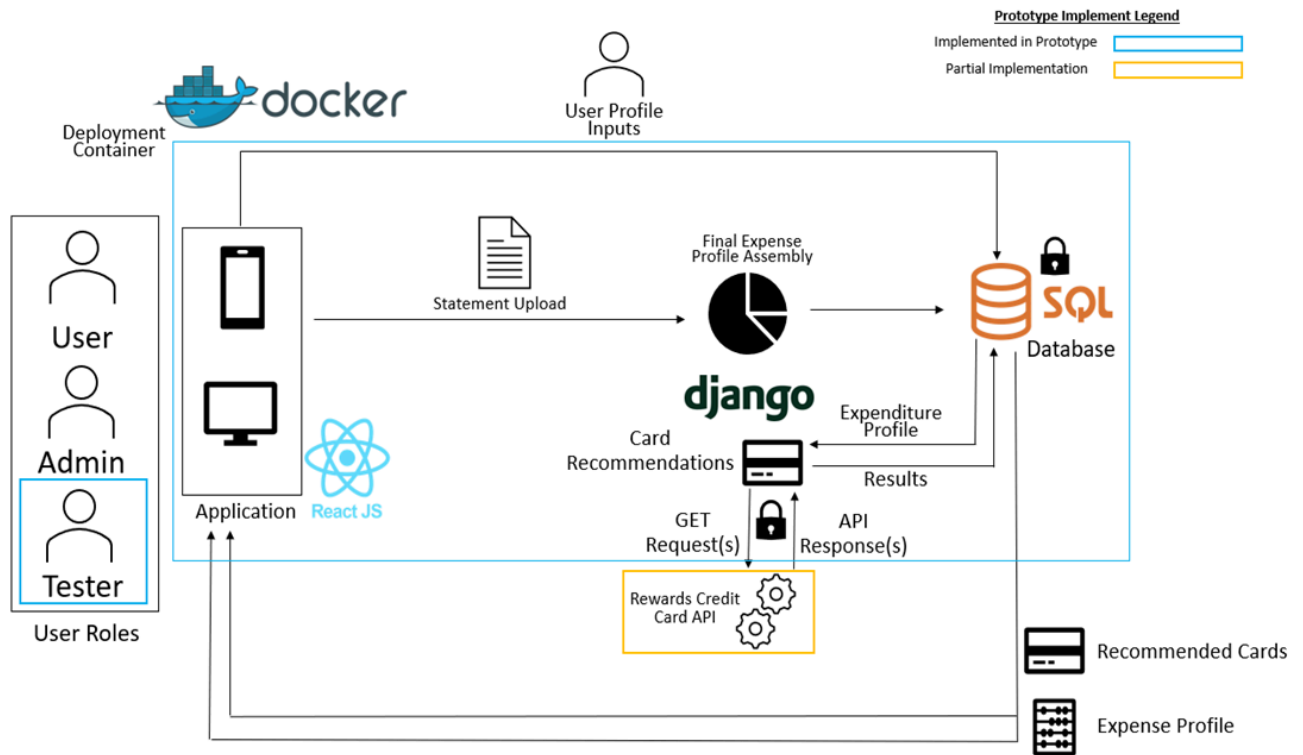 Prototype Implement Legend
Implemented in Prototype
Partial Implementation
docker
Deployment
Container
User Profile
Inputs
User
Admin
Tester
User Roles
Application
React JS
Statement Upload
Final Expense
Profile Assembly
django
SQL
Database
Expenditure
Profile
Card
Recommendations
Results
GET
Request(s)
API
Response(s)
Rewards Credit
Card API
Recommended Cards
Expense Profile